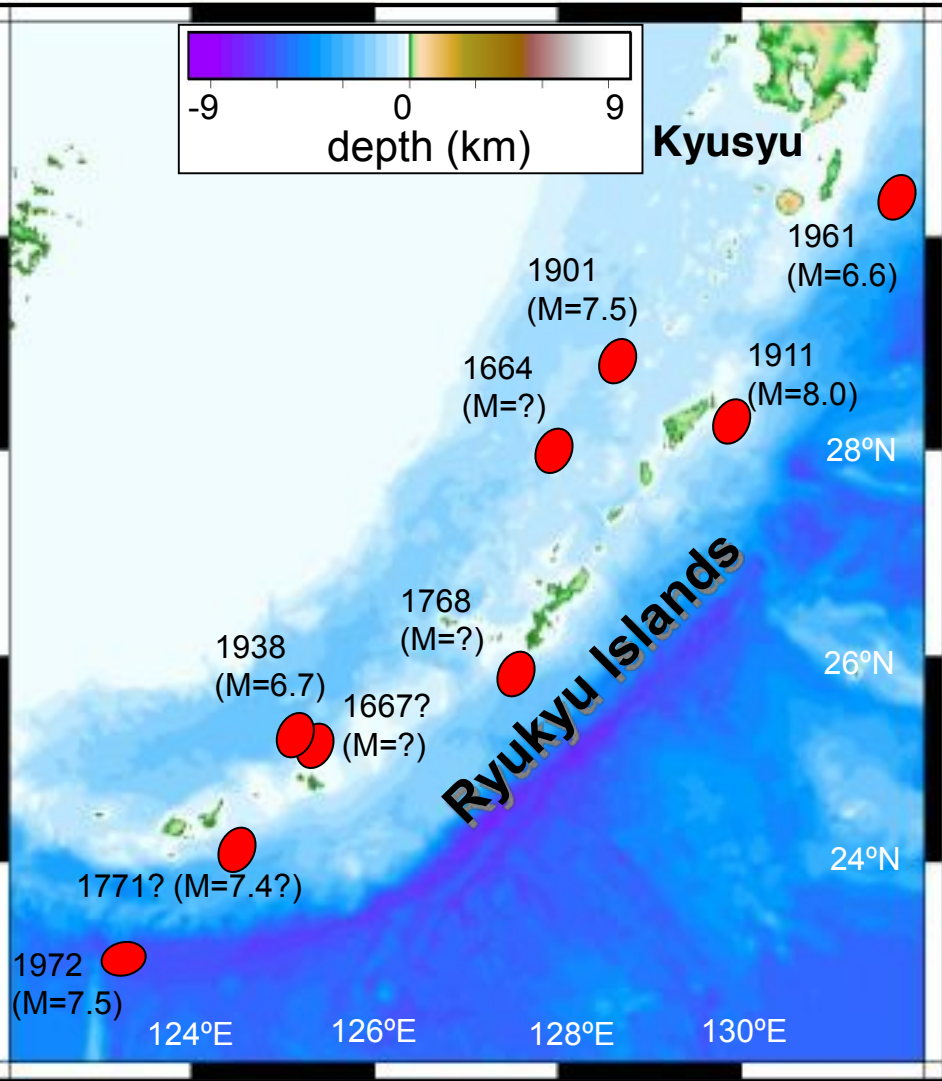 -9 0 9
depth (km)
Kyusyu
1961
(M=6.6)
1901
(M=7.5)
1911
(M=8.0)
1664
(M=?)
28ºN
Ryukyu Islands
1768
(M=?)
1938
(M=6.7)
26ºN
1667?
(M=?)
24ºN
1771? (M=7.4?)
1972
(M=7.5)
124ºE 126ºE 128ºE 130ºE